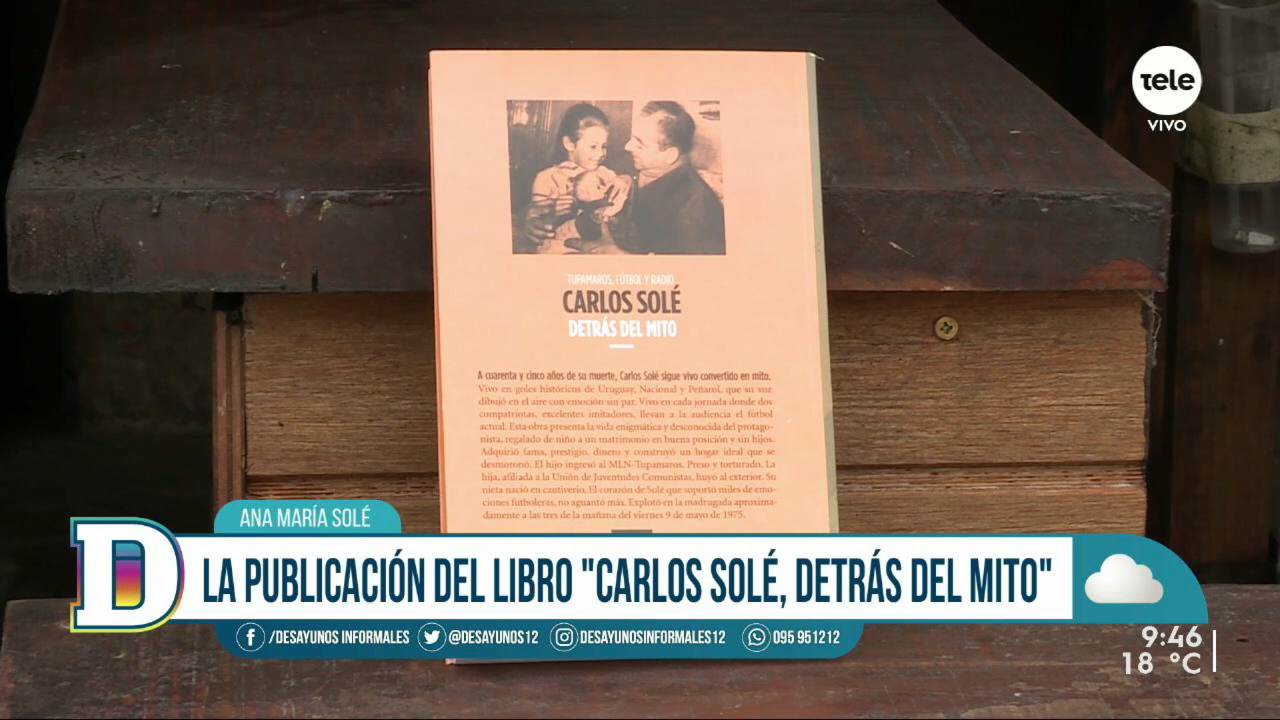 tele
VIVO
TUPAMAROS, FÚTBOL Y RADIO
CARLOS SOLÉ
DETRÁS DEL MITO
A cuarenta y cinco años de su muerte, Carlos Solé sigue vivo convertido en mito.
Vivo en goles históricos de Uruguay, Nacional y Peñarol, que su voz
dibujó en el aire con emoción sin par. Vivo en cada jornada donde dos
compatriotas, excelentes imitadores, llevan a la audiencia el fútbol
actual. Esta obra presenta la vida enigmática y desconocida del protago-
nista, regalado de niño a un matrimonio en buena posición y sin hijos.
Adquirió fama, prestigio, dinero y construyó un hogar ideal que se
desmoronó. El hijo ingresó al MLN-Tupamaros. Preso y torturado. La
hija, afiliada a la Unión de Juventudes Comunistas, huyó al exterior. Su
nieta nació en cautiverio. El corazón de Solé que soportó miles de emo-
ciones futboleras, no aguantó más. Explotó en la madrugada aproxima-
damente a las tres de la mañana del viernes 9 de mayo de 1975.
ANA MARÍA SOLÉ
D
LA PUBLICACIÓN DEL LIBRO "CARLOS SOLÉ, DETRÁS DEL MITO"
/DESAYUNOS INFORMALES @DESAYUNOS12 DESAYUNOSINFORMALES12 095 951212
9:46
18 °C